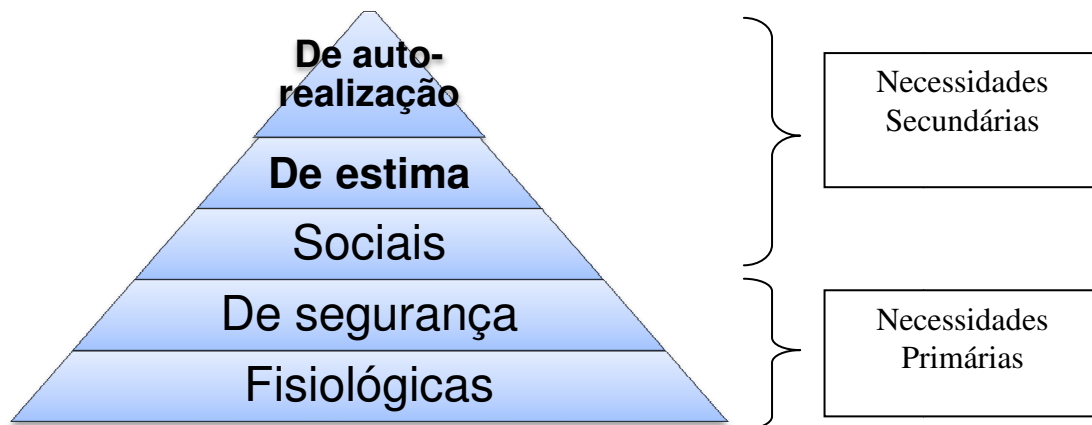 De auto-
realização
De estima
Sociais
De segurança
Fisiológicas
Necessidades
Secundárias
Necessidades
Primárias